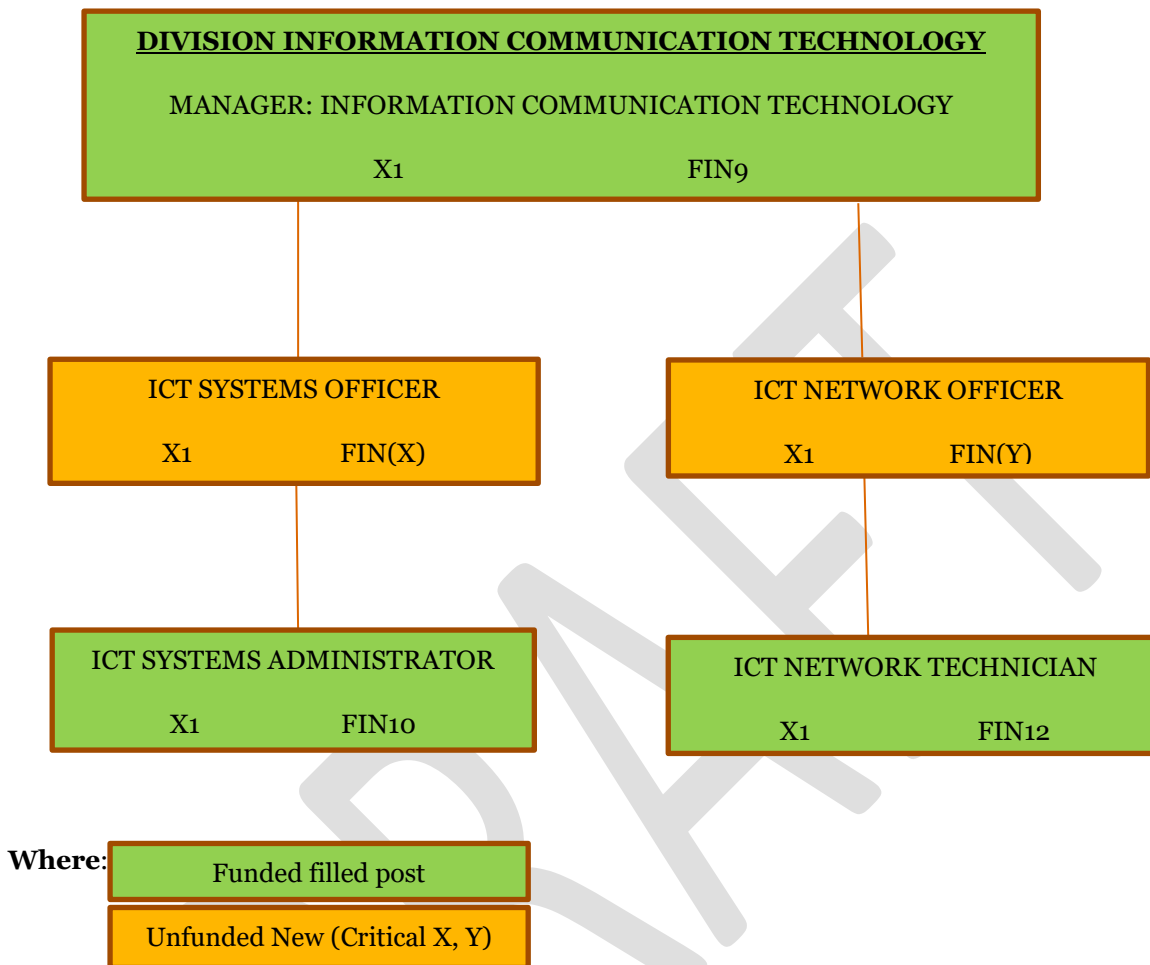 DIVISION INFORMATION COMMUNICATION TECHNOLOGY
MANAGER: INFORMATION COMMUNICATION TECHNOLOGY
X1 FIN9
ICT SYSTEMS OFFICER
X1 FIN(X)
ICT NETWORK OFFICER
X1 FIN(Y)
ICT SYSTEMS ADMINISTRATOR
X1 FIN10
ICT NETWORK TECHNICIAN
X1 FIN12
Where:
Funded filled post
Unfunded New (Critical X, Y)
DRAFT